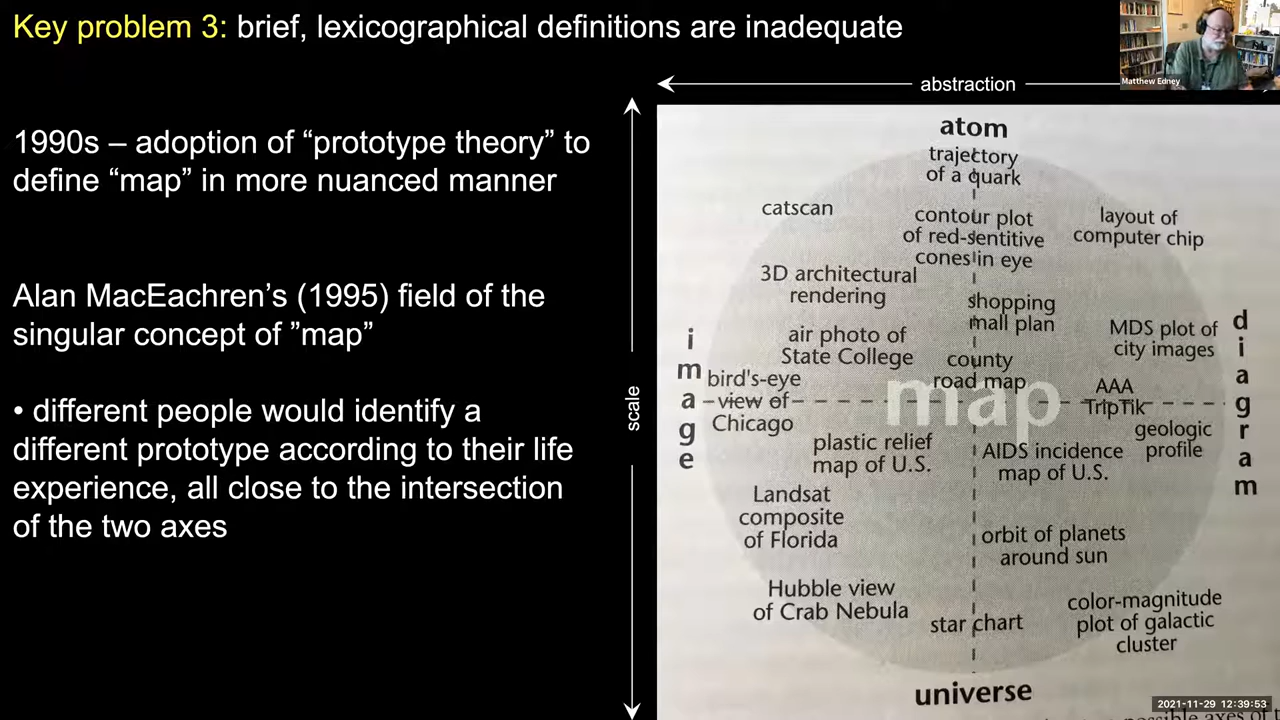 Key problem 3: brief, lexicographical definitions are inadequate
Matthew Edney
abstraction
1990s – adoption of “prototype theory” to
define “map” in more nuanced manner
Alan MacEachren’s (1995) field of the
singular concept of ”map”
• different people would identify a
different prototype according to their life
experience, all close to the intersection
of the two axes
scale
atom
trajectory
of a quark
catscan
contour plot
of red-sentitive
cones in eye
layout of
computer chip
3D architectural
rendering
shopping
mall plan
air photo of
State College
MDS plot of
city images
county
road map
image
bird's-eye
view of
Chicago
map
AAA
TripTik
diagram
geologic
profile
plastic relief
map of U.S.
AIDS incidence
map of U.S.
Landsat
composite
of Florida
orbit of planets
around sun
Hubble view
of Crab Nebula
star chart
color-magnitude
plot of galactic
cluster
universe
2021-11-29 12:39:53